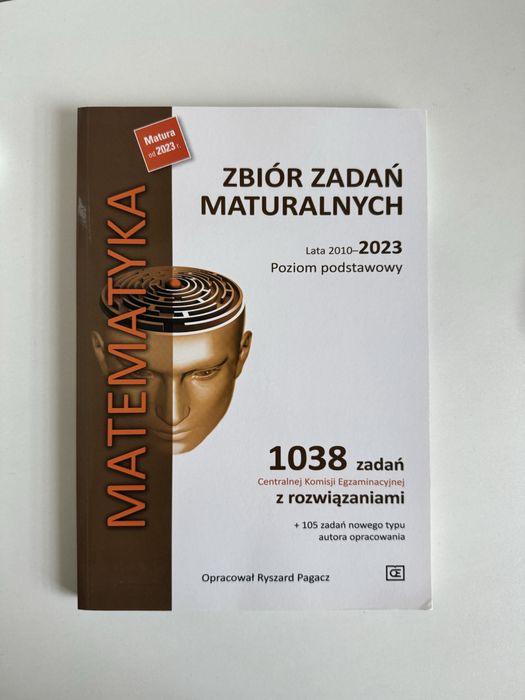 Matura
od 2023 r.
MATEMATYKA
ZBIÓR ZADAŃ
MATURALNYCH
Lata 2010–2023
Poziom podstawowy
1038 zadań
Centralnej Komisji Egzaminacyjnej
z rozwiązaniami
+ 105 zadań nowego typu
autora opracowania
Opracował Ryszard Pagacz
OE